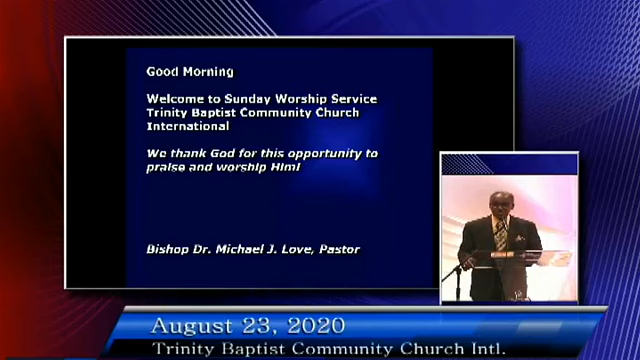 Good Morning
Welcome to Sunday Worship Service
Trinity Baptist Community Church
International
We thank God for this opportunity to
praise and worship Him!
Bishop Dr. Michael J. Love, Pastor
August 23, 2020
Trinity Baptist Community Church Intl.